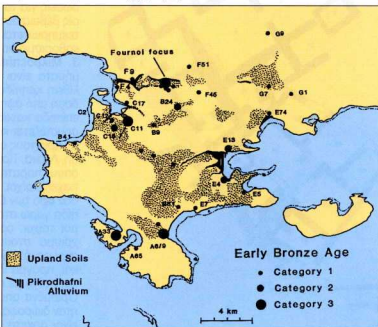 G9
Fournoi focus
F51
F9
F4
F46
G7
G1
C17
B24
E74
C2
C11
B9
B41
E13
E4
E5
E7
A33
A6/9
A65
Upland Soils
Pikrodhafni
Alluvium
Early Bronze Age
Category 1
Category 2
Category 3
4 km